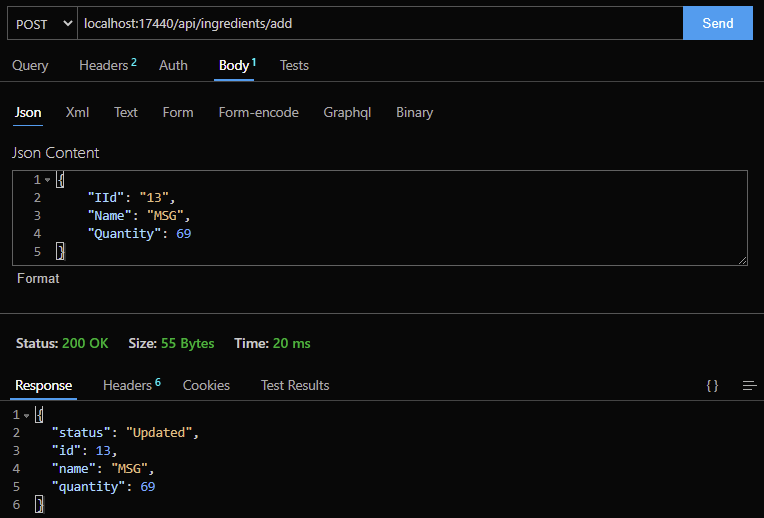 POST localhost:17440/api/ingredients/add Send
Query Headers 2 Auth Body 1 Tests
Json Xml Text Form Form-encode Graphql Binary
Json Content
1 {
2 "IId": "13",
3 "Name": "MSG",
4 "Quantity": 69
5 }
Format
Status: 200 OK Size: 55 Bytes Time: 20 ms
Response Headers 6 Cookies Test Results { }
1 {
2 "status": "Updated",
3 "id": 13,
4 "name": "MSG",
5 "quantity": 69
6 }